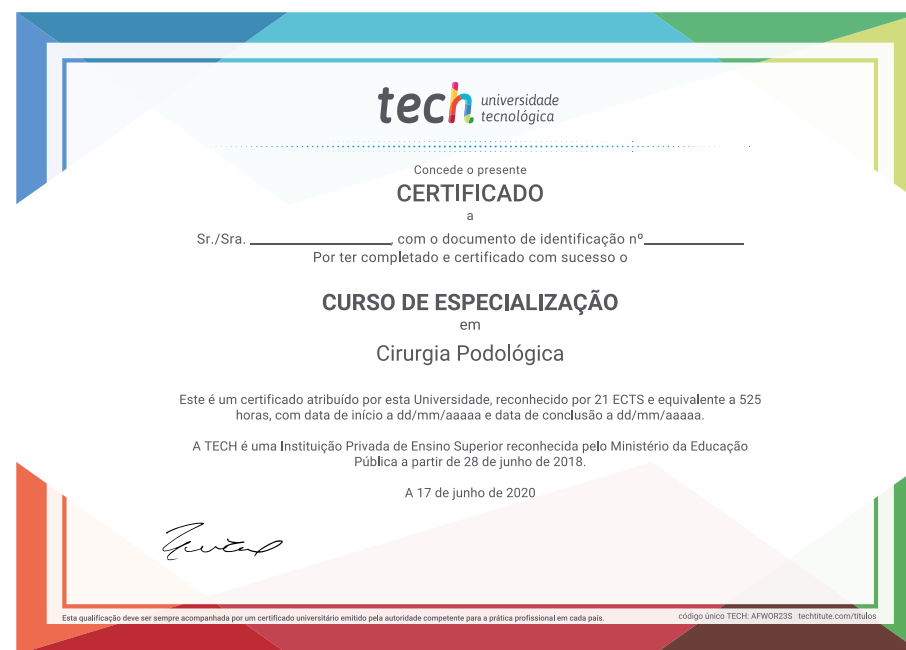 tech universidade
tecnológica
Concede o presente
CERTIFICADO
a
Sr./Sra. ________________, com o documento de identificação nº___________
Por ter completado e certificado com sucesso o
CURSO DE ESPECIALIZAÇÃO
em
Cirurgia Podológica
Este é um certificado atribuído por esta Universidade, reconhecido por 21 ECTS e equivalente a 525
horas, com data de início a dd/mm/aaaaa e data de conclusão a dd/mm/aaaaa.
A TECH é uma Instituição Privada de Ensino Superior reconhecida pelo Ministério da Educação
Pública a partir de 28 de junho de 2018.
A 17 de junho de 2020
Esta qualificação deve ser sempre acompanhada por um certificado universitário emitido pela autoridade competente para a prática profissional em cada país.
código único TECH: AFWOR23S techtitute.com/titulos